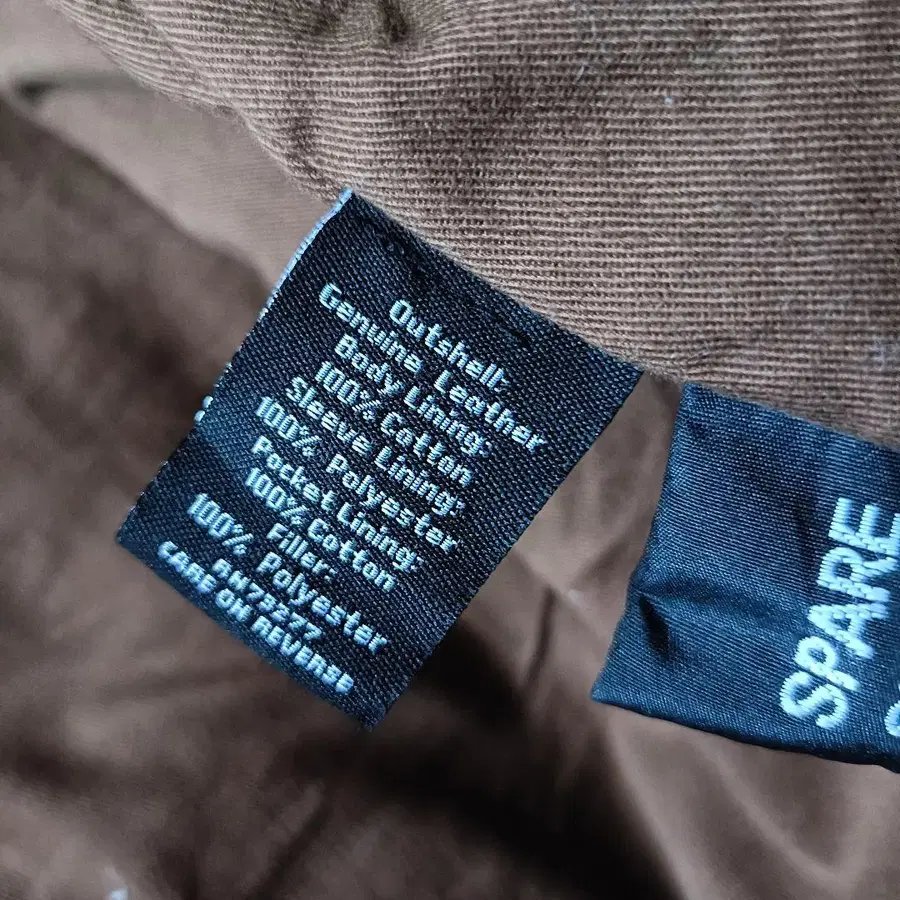 Outshell:
Genuine Leather
Body Lining:
100% Cotton
Sleeve Lining:
100% Polyester
Pocket Lining:
100% Cotton
Filler:
100% Polyester
RN73277
CARE ON REVERSE
SPARE